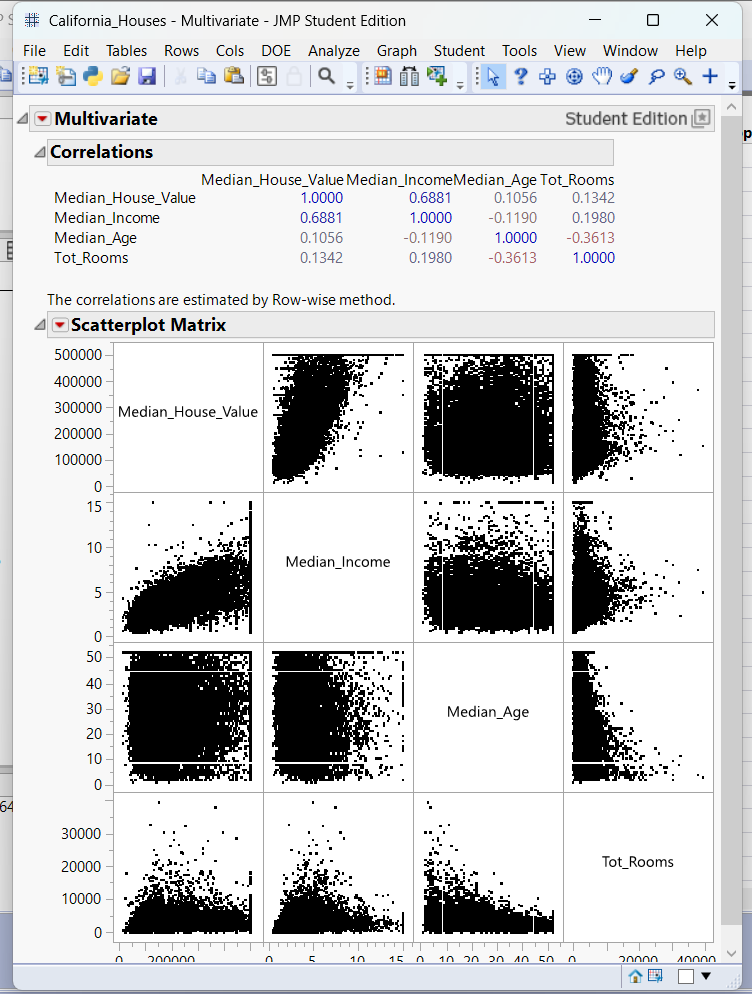 California_Houses - Multivariate - JMP Student Edition
File Edit Tables Rows Cols DOE Analyze Graph Student Tools View Window Help
Multivariate Student Edition
Correlations
Median_House_Value Median_Income Median_Age Tot_Rooms
Median_House_Value 1.0000 0.6881 0.1056 0.1342
Median_Income 0.6881 1.0000 -0.1190 0.1980
Median_Age 0.1056 -0.1190 1.0000 -0.3613
Tot_Rooms 0.1342 0.1980 -0.3613 1.0000
The correlations are estimated by Row-wise method.
Scatterplot Matrix
500000
400000
300000
Median_House_Value
200000
100000
0
15
10
Median_Income
5
0
50
40
30
Median_Age
20
10
0
30000
Tot_Rooms
20000
10000
0
0 200000 0 5 10 15 0 10 20 30 40 50 0 20000 40000
64